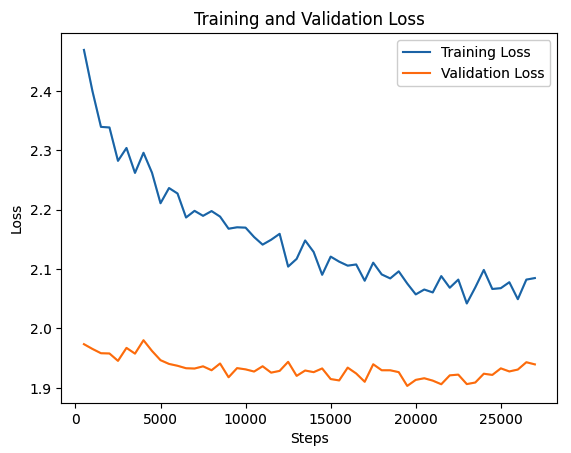 Training and Validation Loss
Training Loss
Validation Loss
2.4
2.3
2.2
2.1
2.0
1.9
Loss
0
5000
10000
15000
20000
25000
Steps